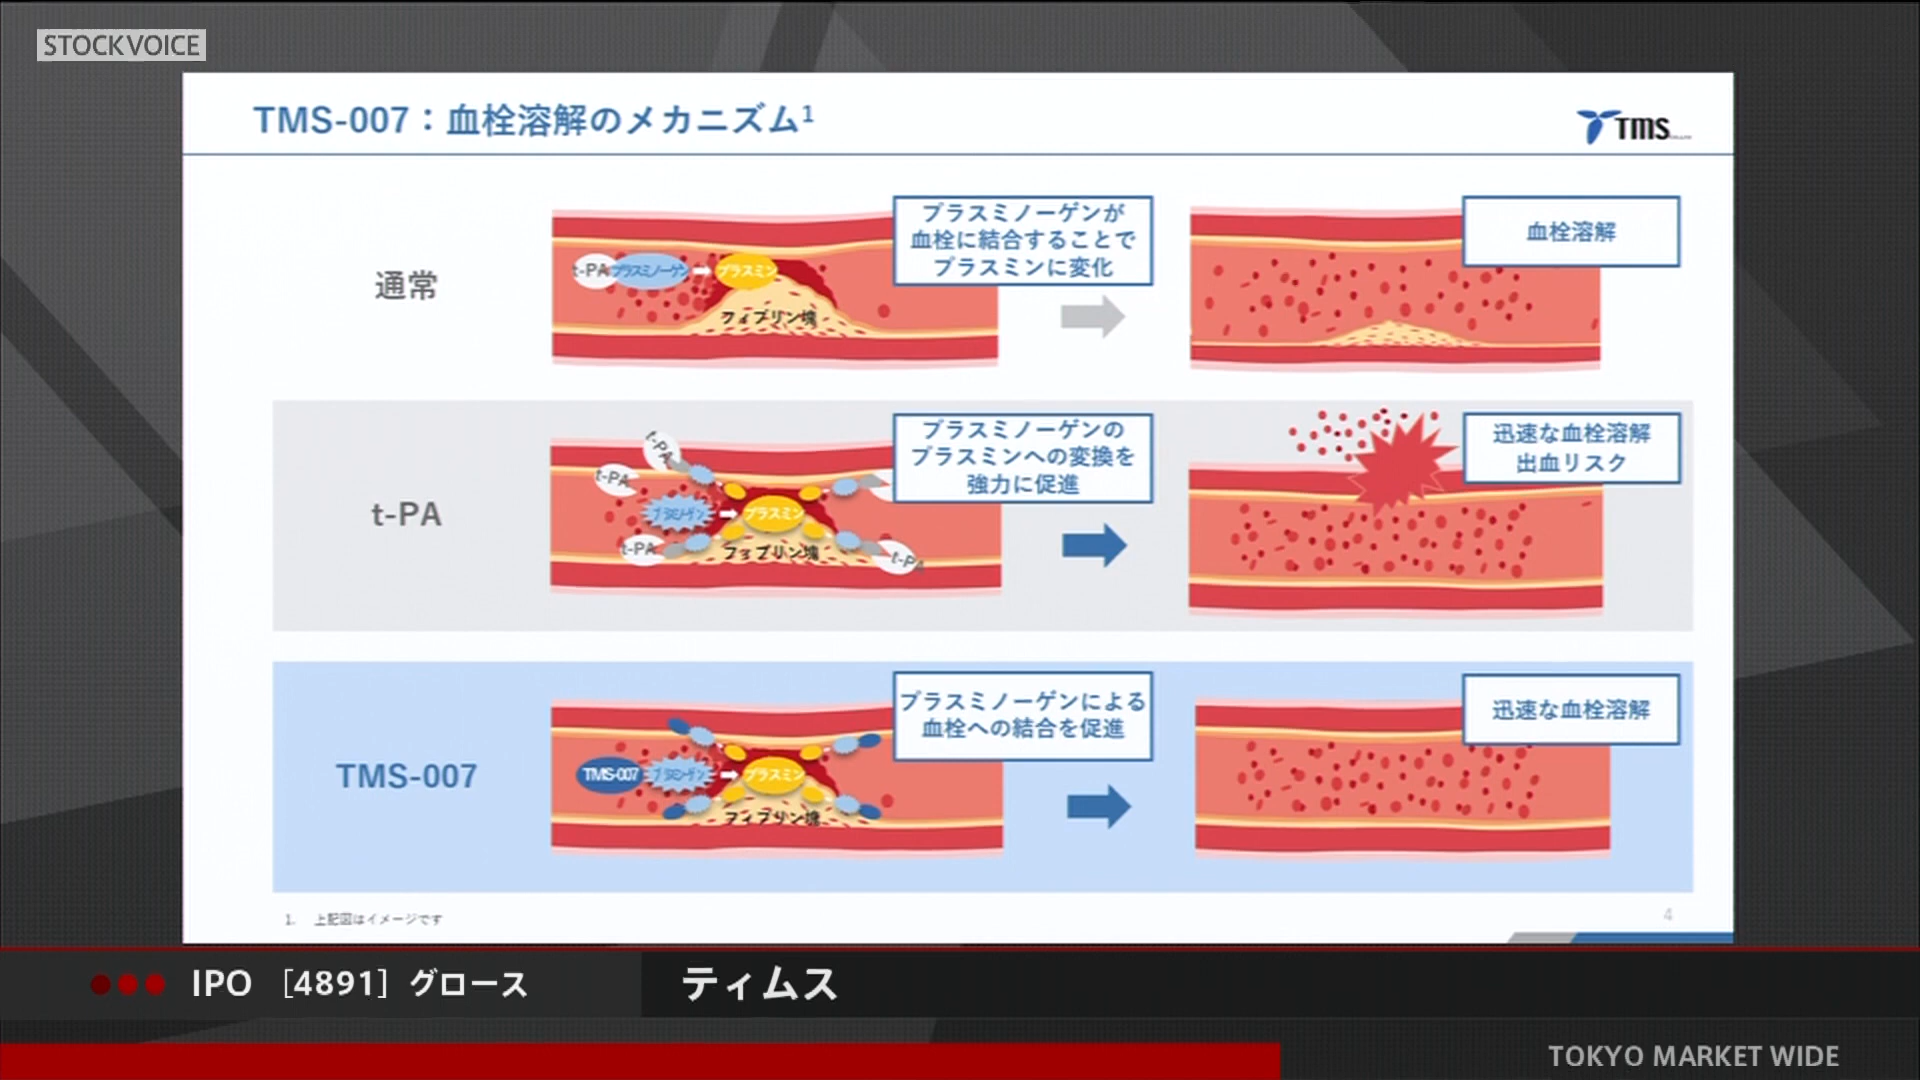 STOCKVOICE
TMS-007：血栓溶解のメカニズム1
TMS
通常
t-PA
プラスミノーゲン
プラスミン
フィブリン塊
プラスミノーゲンが
血栓に結合することで
プラスミンに変化
血栓溶解
t-PA
t-PA
t-PA
プラスミノーゲン
プラスミン
t-PA
フィブリン塊
t-PA
プラスミノーゲンの
プラスミンへの変換を
強力に促進
迅速な血栓溶解
出血リスク
TMS-007
TMS-007
プラスミノーゲン
プラスミン
フィブリン塊
プラスミノーゲンによる
血栓への結合を促進
迅速な血栓溶解
1. 上記図はイメージです
4
IPO [4891] グロース
ティムス
TOKYO MARKET WIDE